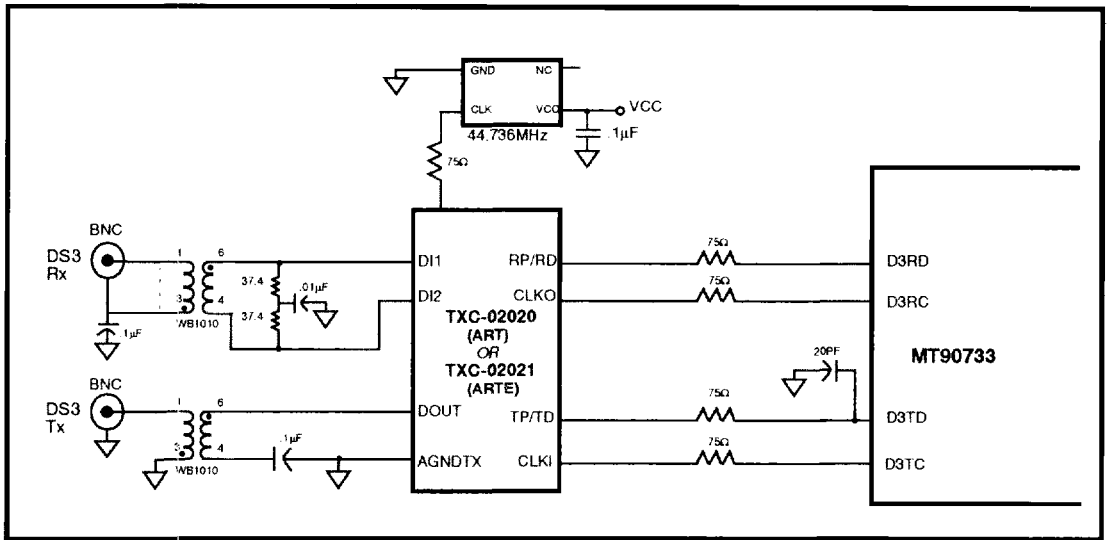 GND
NC
CLK
VCC
VCC
44.736MHz
.1µF
75Ω
BNC
DS3
Rx
1
6
3
4
WB1010
.1µF
37.4
37.4
.01µF
DI1
DI2
RP/RD
CLKO
TXC-02020
(ART)
OR
TXC-02021
(ARTE)
75Ω
75Ω
D3RD
D3RC
MT90733
BNC
DS3
Tx
1
6
3
4
WB1010
.1µF
DOUT
AGNDTX
TP/TD
CLKI
75Ω
75Ω
20PF
D3TD
D3TC